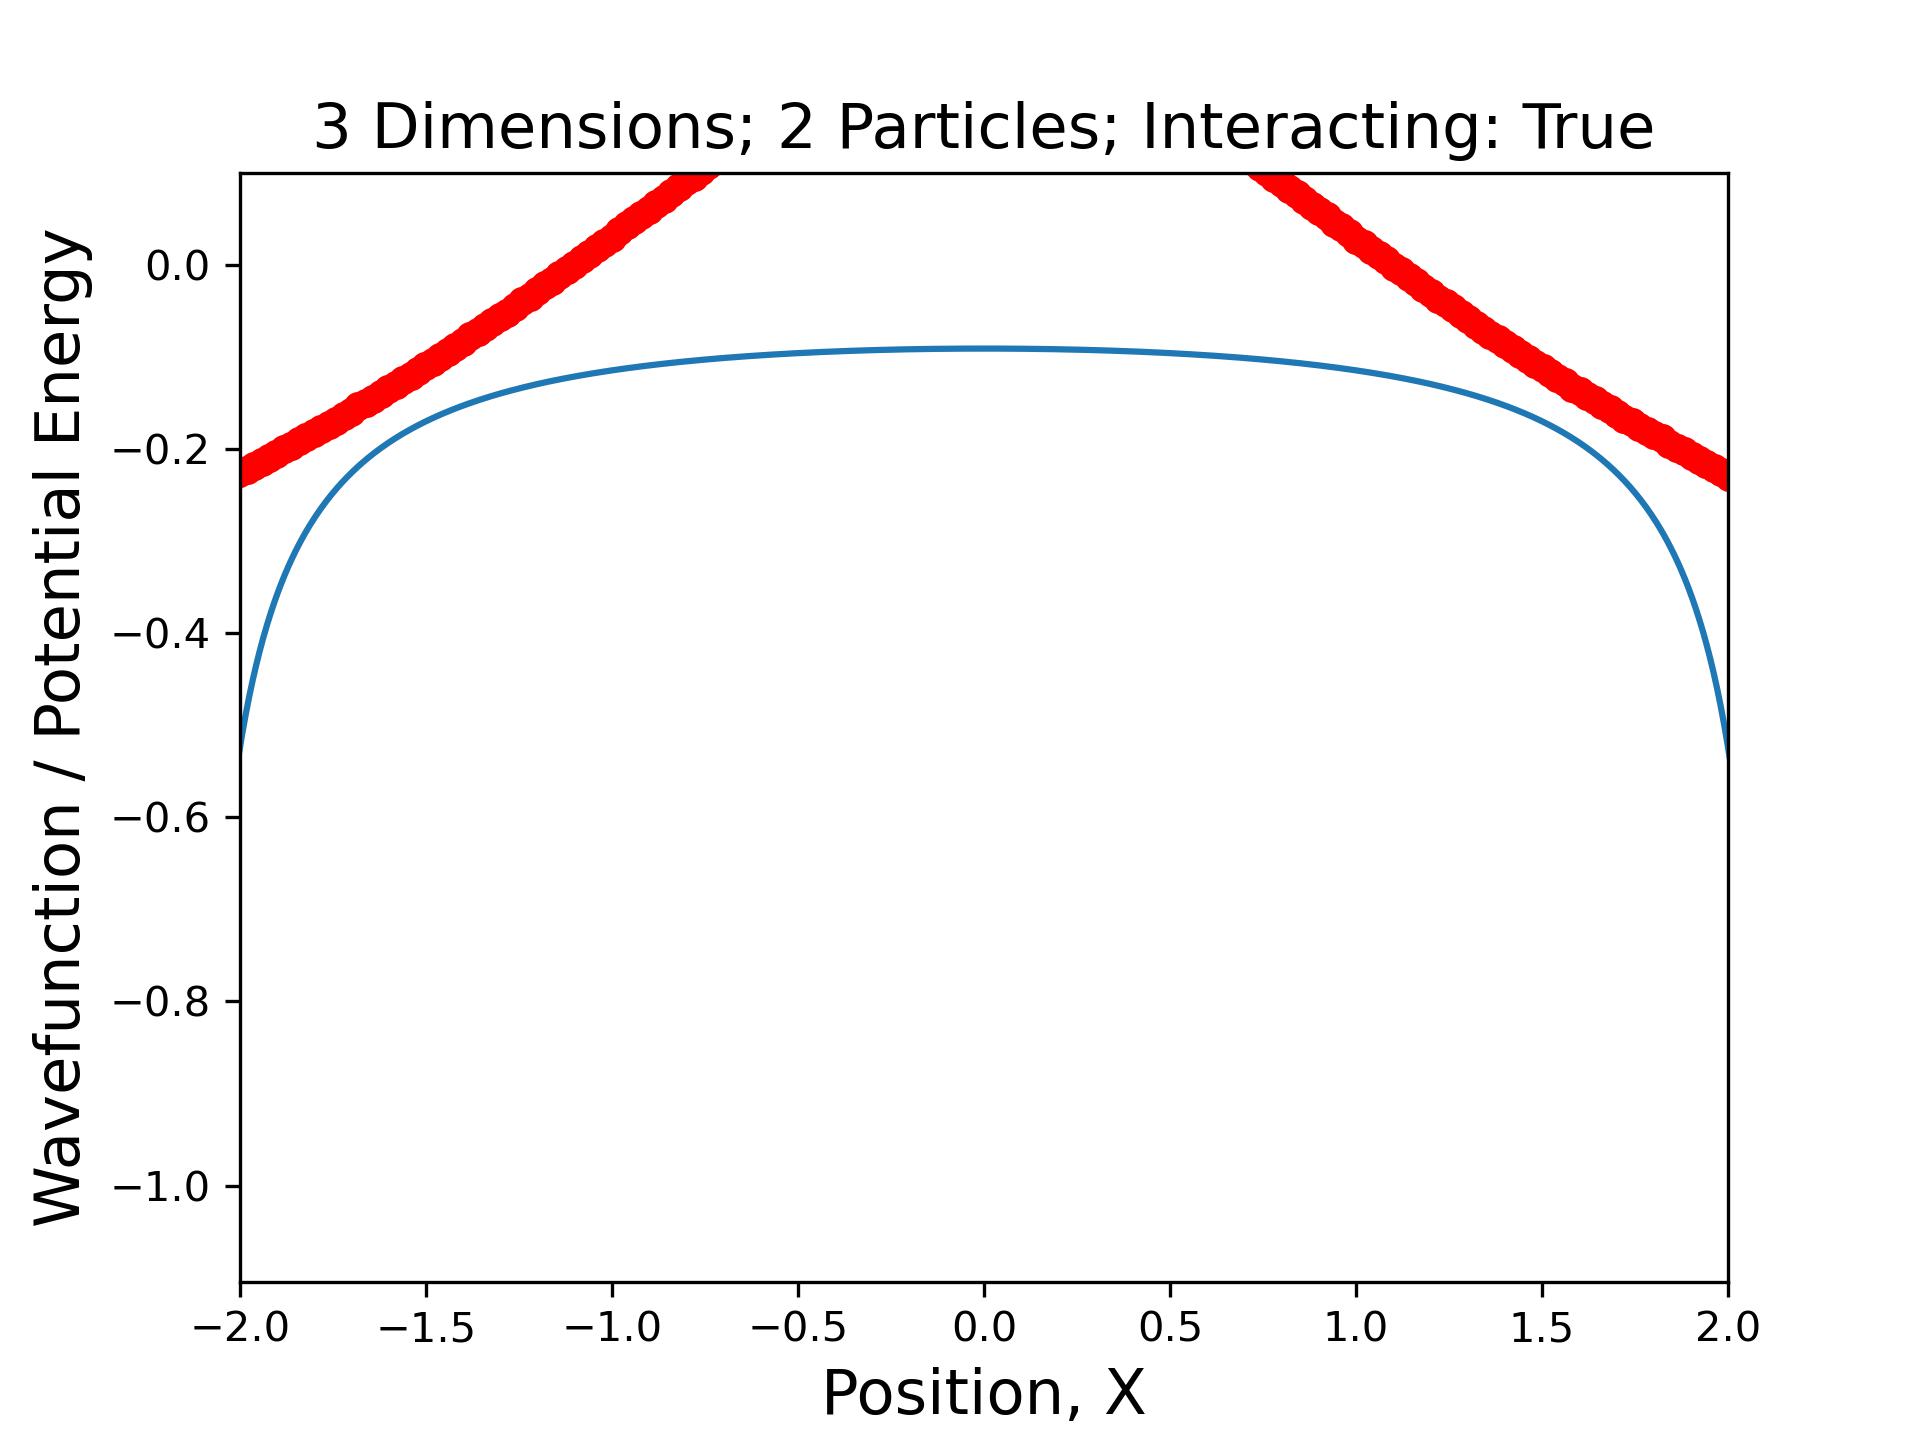 3 Dimensions; 2 Particles; Interacting: True
Wavefunction / Potential Energy
0.0
−0.2
−0.4
−0.6
−0.8
−1.0
−2.0 −1.5 −1.0 −0.5 0.0 0.5 1.0 1.5 2.0
Position, X